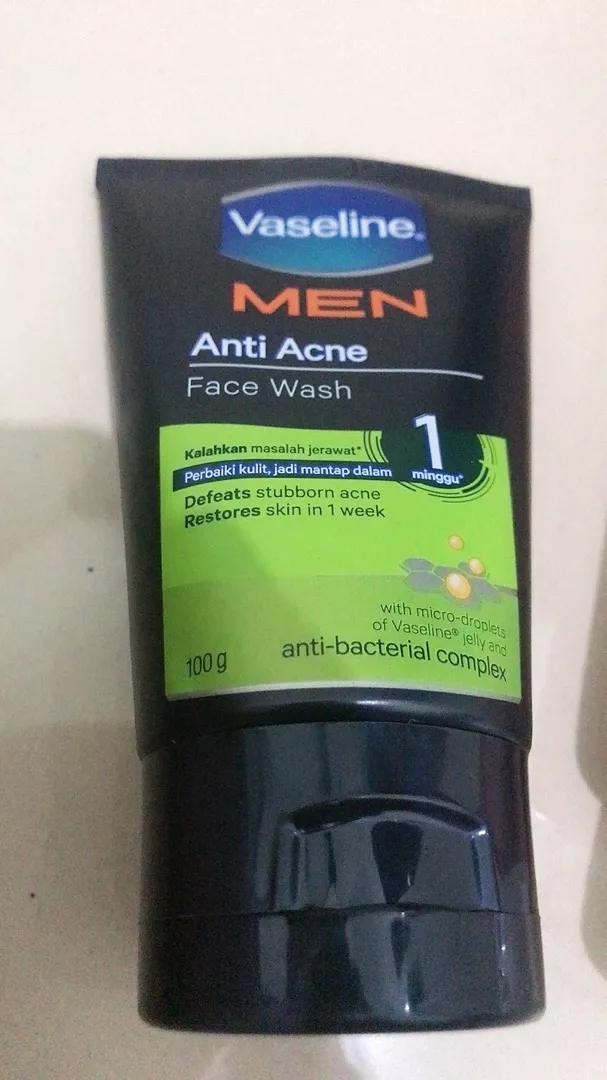 Vaseline.
MEN
Anti Acne
Face Wash
Kalahkan masalah jerawat*
Perbaiki kulit, jadi mantap dalam
1
minggu*
Defeats stubborn acne
Restores skin in 1 week
with micro-droplets
of Vaseline® jelly and
anti-bacterial complex
100 g